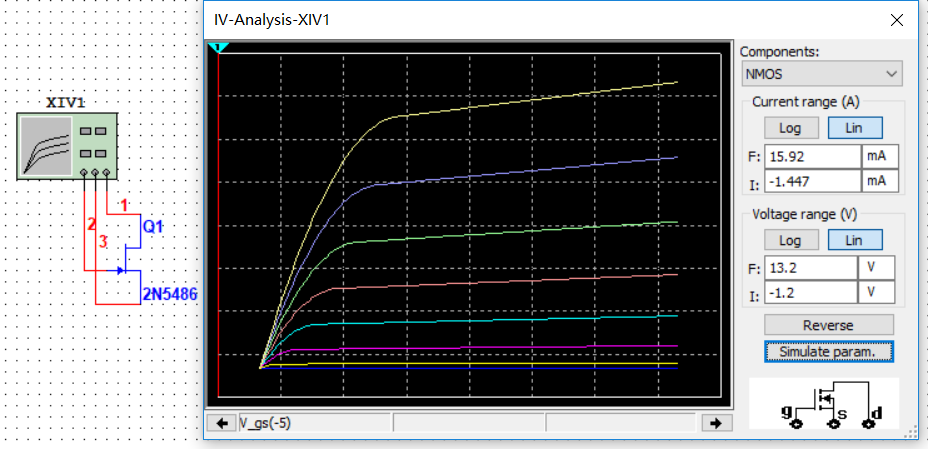 IV-Analysis-XIV1
Components:
NMOS
Current range (A)
Log Lin
F: 15.92 mA
I: -1.447 mA
Voltage range (V)
Log Lin
F: 13.2 V
I: -1.2 V
Reverse
Simulate param.
g s d
V_gs(-5)
1
XIV1
1
2
3
Q1
2N5486